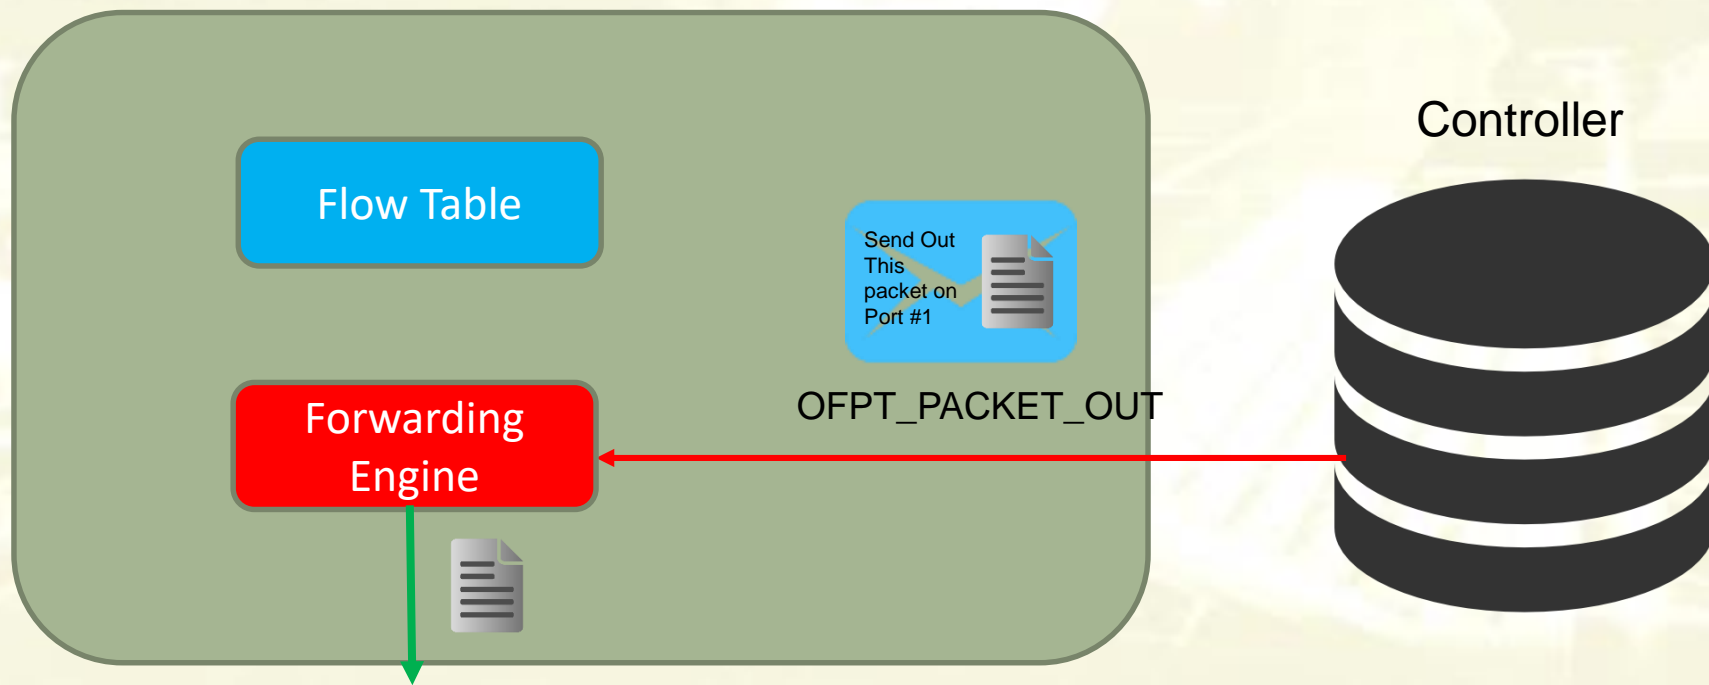 Controller
Flow Table
Send Out
This
packet on
Port #1
OFPT_PACKET_OUT
Forwarding
Engine